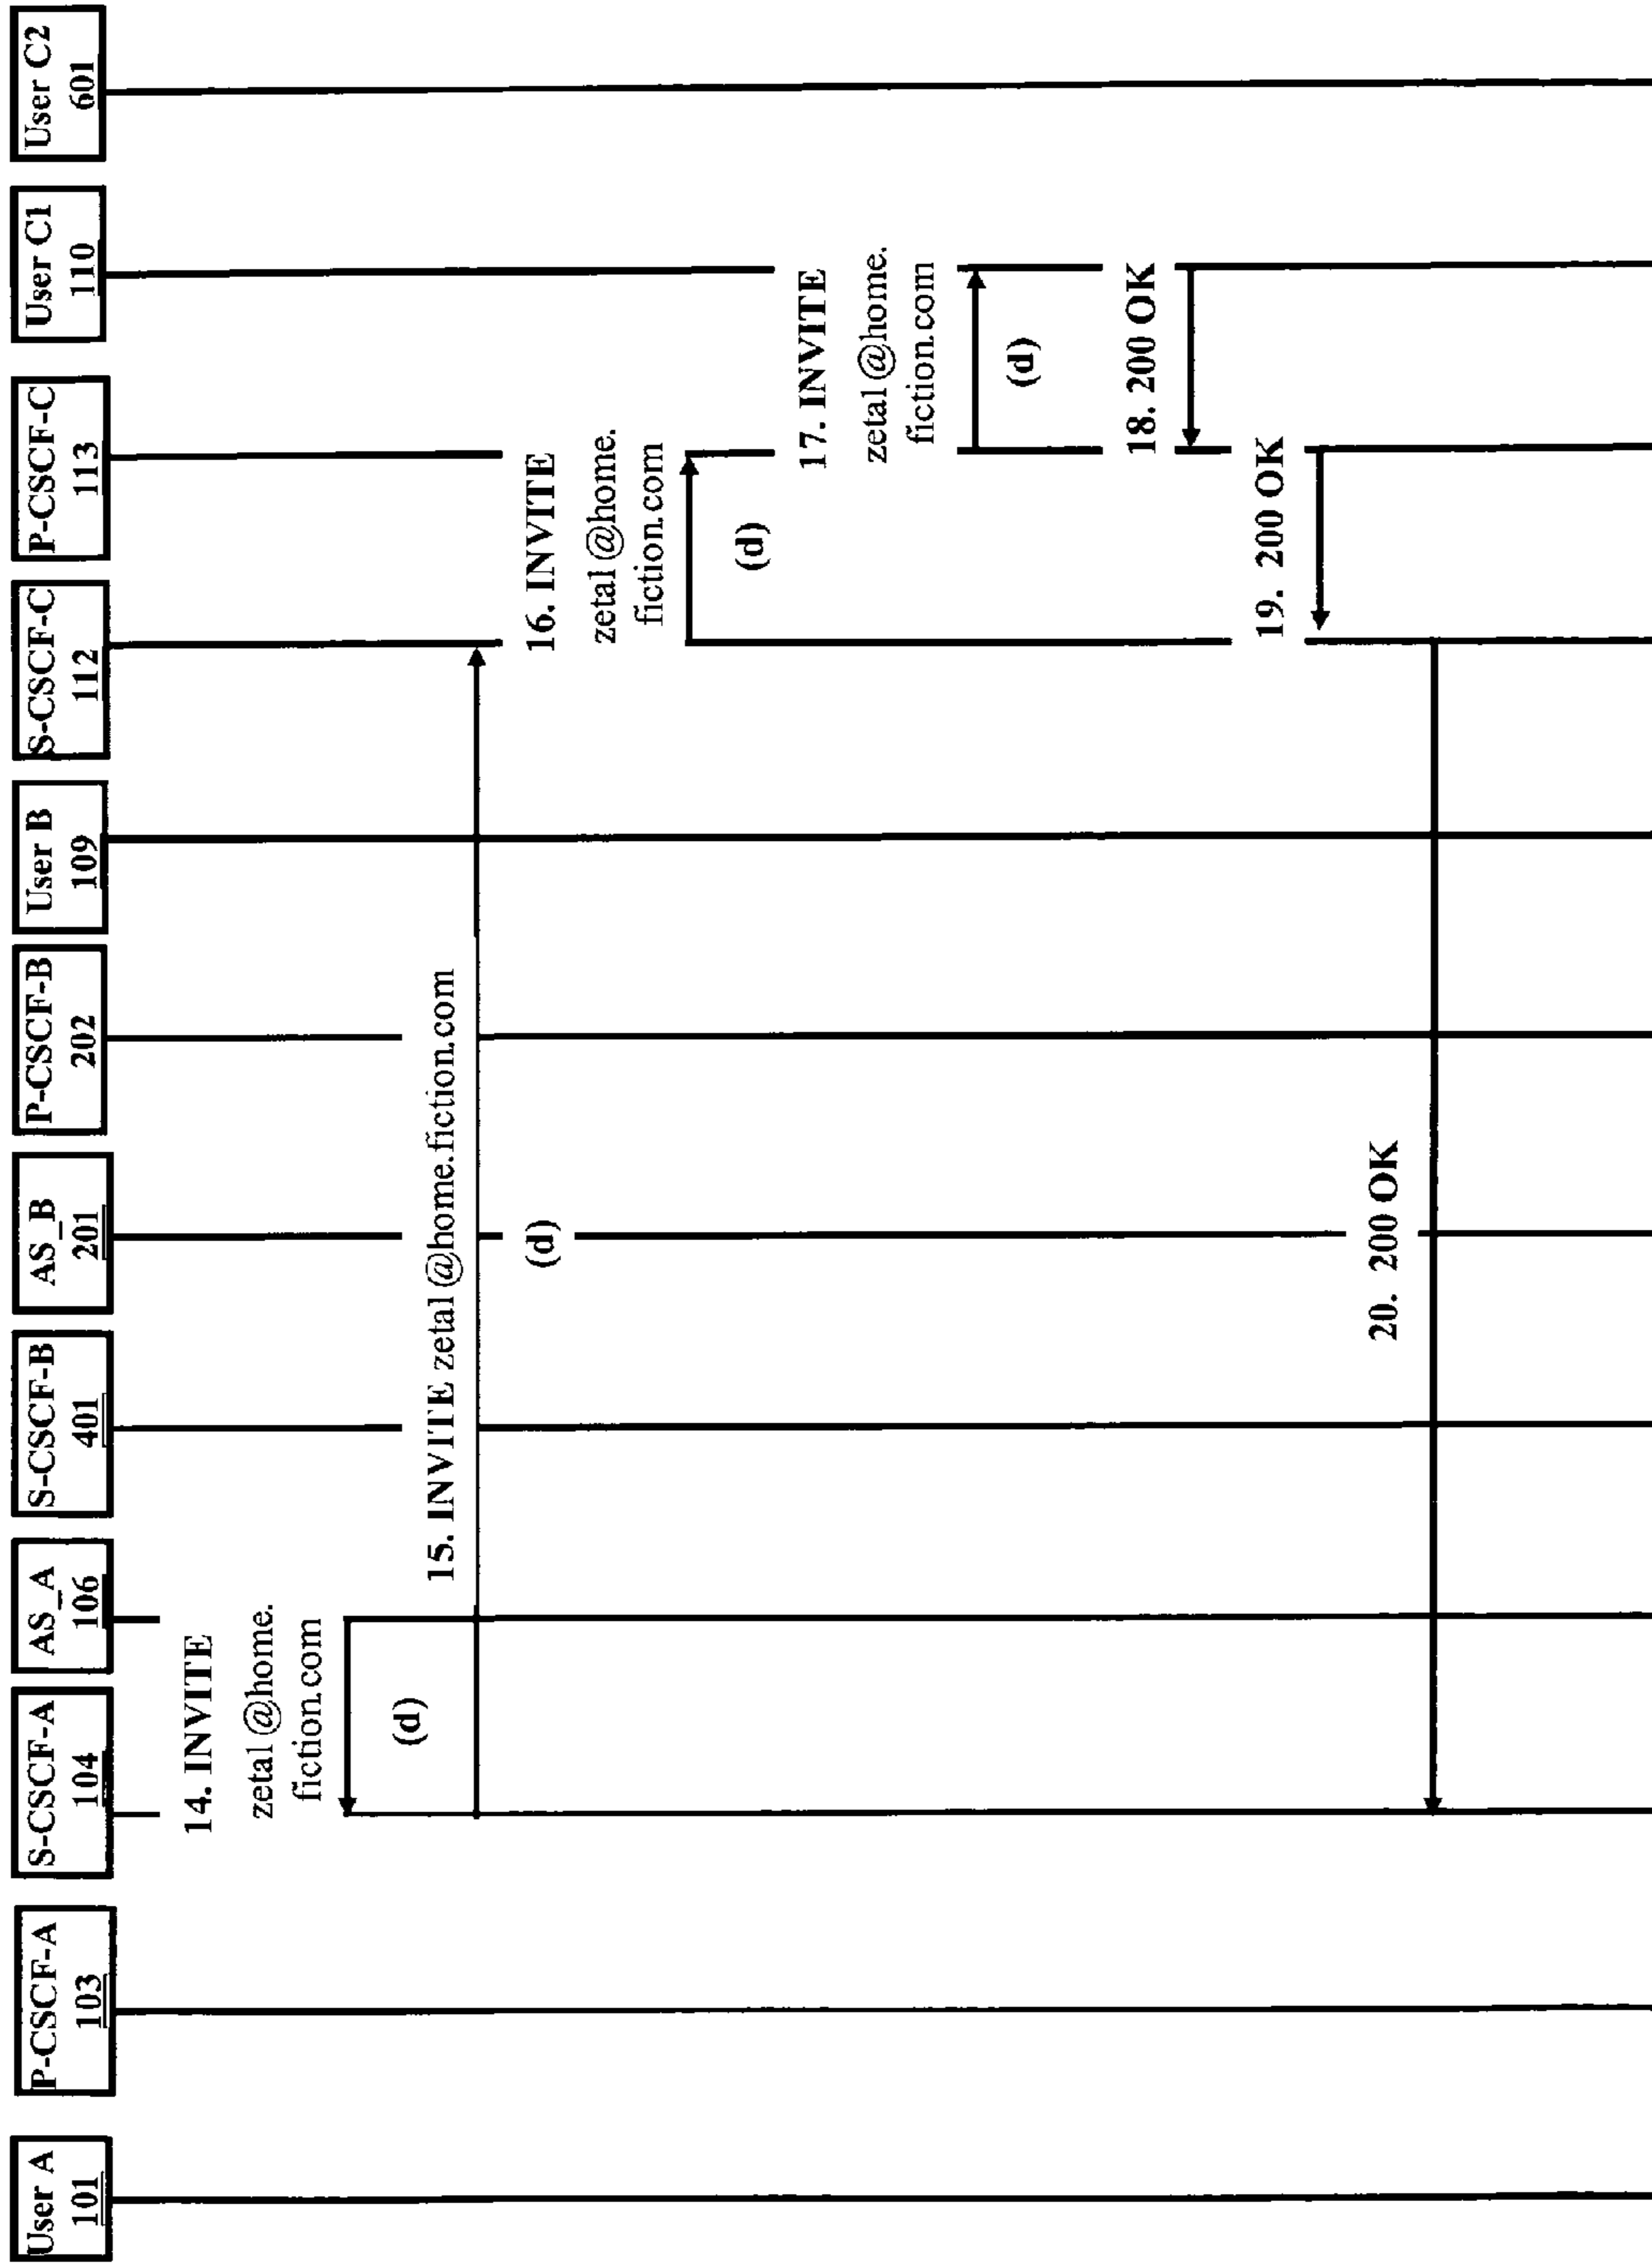 User A
101
P-CSCF-A
103
S-CSCF-A
104
AS_A
106
S-CSCF-B
401
AS_B
201
P-CSCF-B
202
User B
109
S-CSCF-C
112
P-CSCF-C
113
User C1
110
User C2
601
14. INVITE
zetal@home.
fiction.com
(d)
15. INVITE zetal@home.fiction.com
(d)
16. INVITE
zetal@home.
fiction.com
(d)
17. INVITE
zetal@home.
fiction.com
(d)
18. 200 OK
19. 200 OK
20. 200 OK